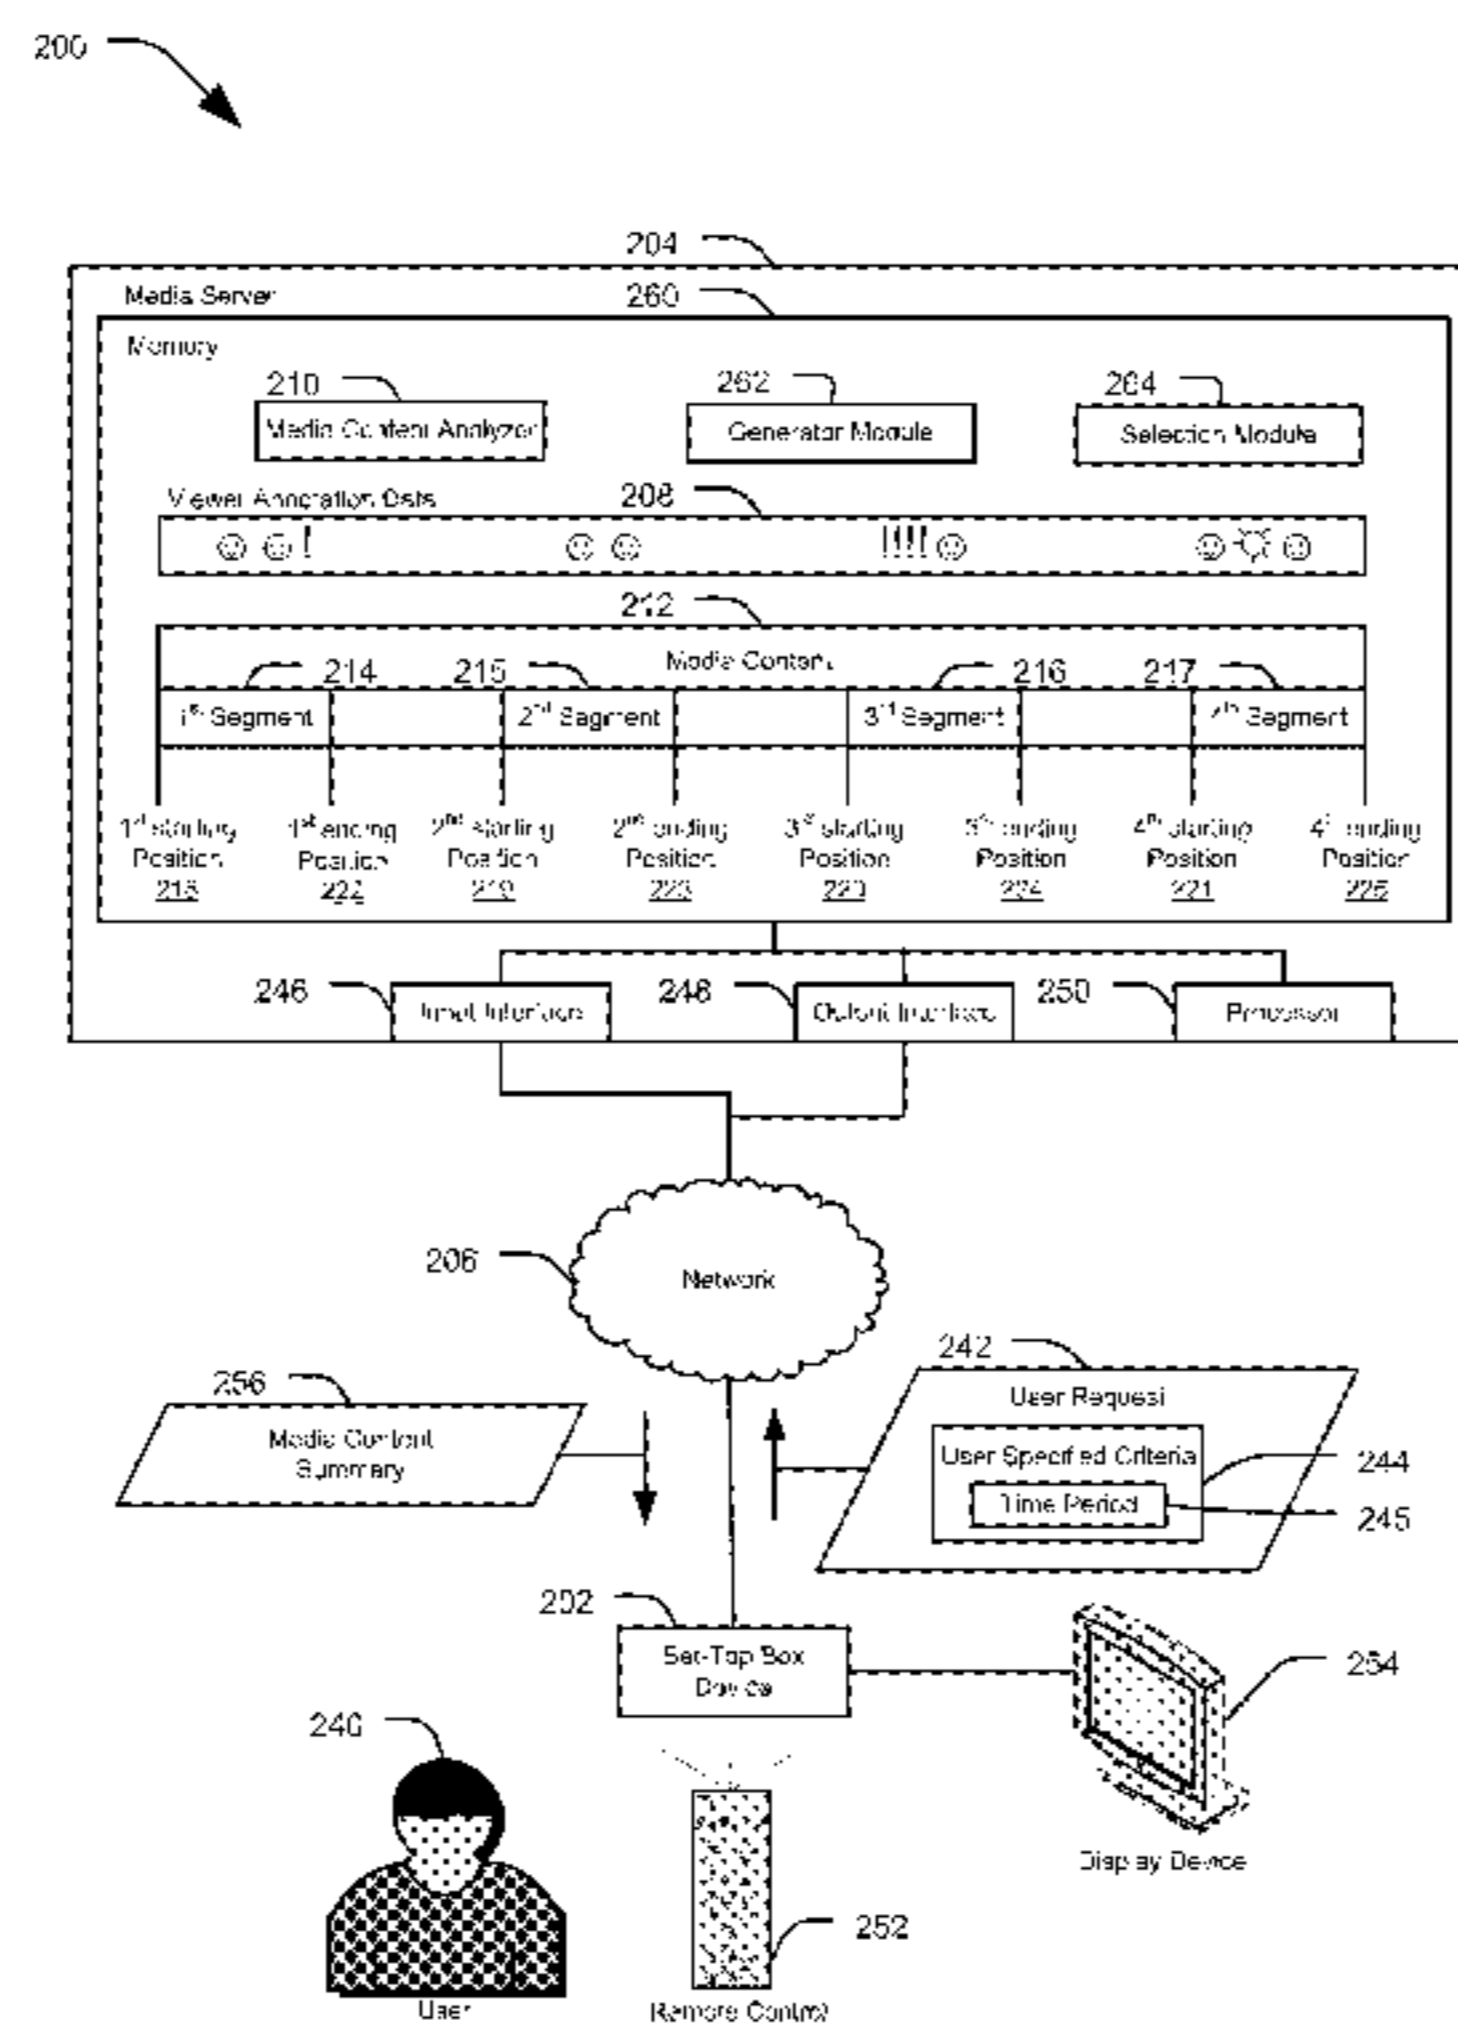 200
204
Media Server
260
Memory
210 262 264
Media Content Analyzer Generator Module Selection Module
Viewer Annotation Data 208
! !!!!
212
Media Content
214 215 216 217
1st Segment 2nd Segment 3rd Segment 4th Segment
1st starting 1st ending 2nd starting 2nd ending 3rd starting 3rd ending 4th starting 4th ending
Position Position Position Position Position Position Position Position
218 222 219 223 220 224 221 225
246 248 250
Input Interface Output Interface Processor
206
Network
242
User Request
256
Media Content
Summary
User Specified Criteria 244
Time Period 245
202
Set-Top Box
Device
254
240
Display Device
252
User Remote Control